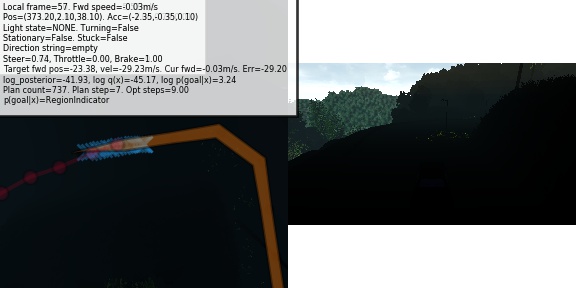 Local frame=57. Fwd speed=-0.03m/s
Pos=(373.20,2.10,38.10). Acc=(-2.35,-0.35,0.10)
Light state=NONE. Turning=False
Stationary=False. Stuck=False
Direction string=empty
Steer=0.74, Throttle=0.00, Brake=1.00
Target fwd pos=-23.38, vel=-29.23m/s. Cur fwd=-0.03m/s. Err=-29.20
log_posterior=-41.93, log q(x)=-45.17, log p(goal|x)=3.24
Plan count=737. Plan step=7. Opt steps=9.00
p(goal|x)=RegionIndicator